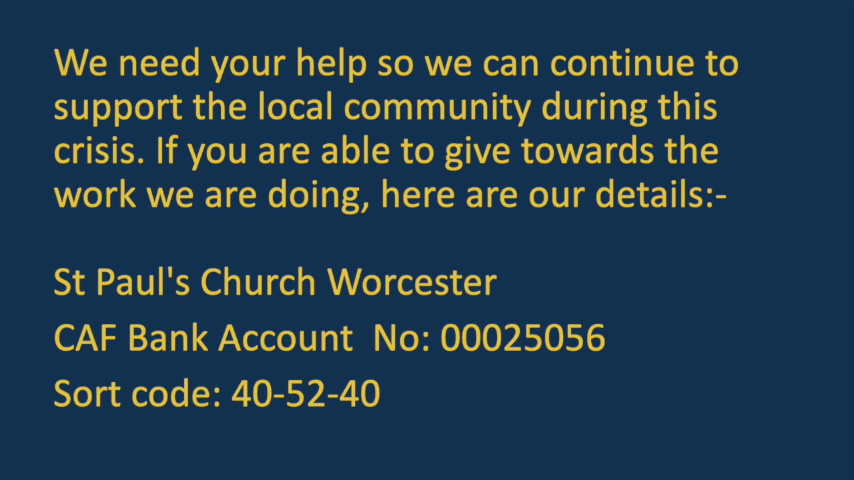 We need your help so we can continue to
support the local community during this
crisis. If you are able to give towards the
work we are doing, here are our details:-
St Paul's Church Worcester
CAF Bank Account  No: 00025056
Sort code: 40-52-40